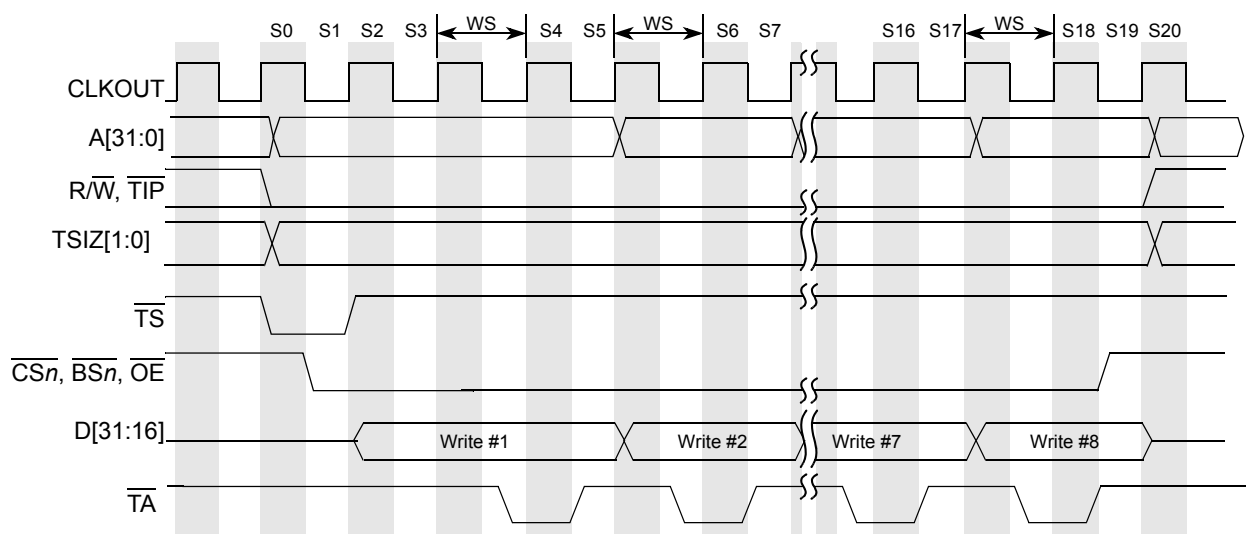 S0 S1 S2 S3 WS S4 S5 WS S6 S7 S16 S17 WS S18 S19 S20
CLKOUT
A[31:0]
R/W, TIP
TSIZ[1:0]
TS
CSn, BSn, OE
D[31:16] Write #1 Write #2 Write #7 Write #8
TA